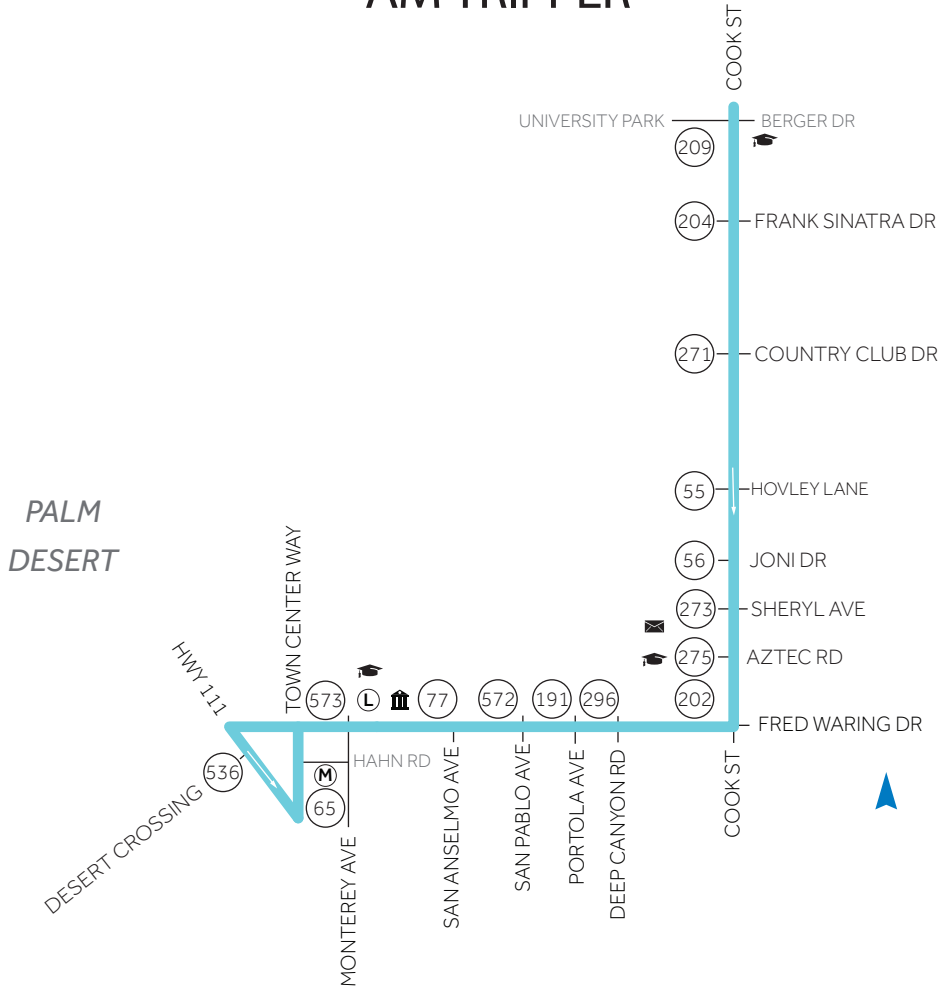 AM TRIPPER
COOK ST
UNIVERSITY PARK
BERGER DR
209
204
FRANK SINATRA DR
271
COUNTRY CLUB DR
55
HOVLEY LANE
PALM
DESERT
56
JONI DR
273
SHERYL AVE
275
AZTEC RD
202
FRED WARING DR
COOK ST
HWY 111
TOWN CENTER WAY
573
L
77
572
191
296
HAHN RD
M
65
536
DESERT CROSSING
MONTEREY AVE
SAN ANSELMO AVE
SAN PABLO AVE
PORTOLA AVE
DEEP CANYON RD